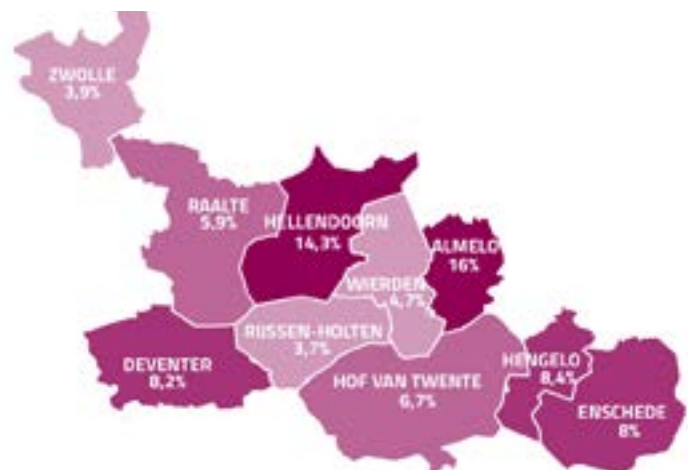 ZWOLLE
3,9%
RAALTE
5,9%
HELLENDOORN
14,3%
ALMELO
16%
WIERDEN
4,7%
RIJSSEN-HOLTEN
3,7%
DEVENTER
8,2%
HOF VAN TWENTE
6,7%
HENGELO
8,4%
ENSCHEDE
8%